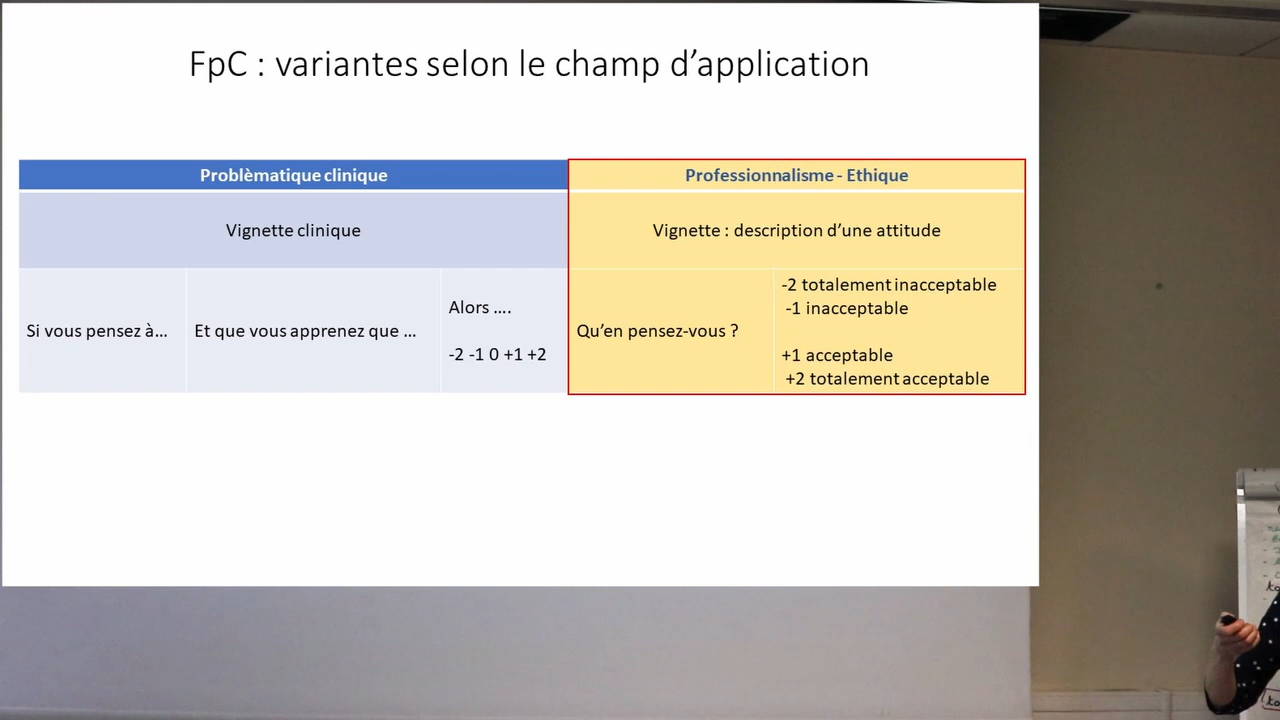 FpC : variantes selon le champ d’application
Problèmatique clinique
Professionnalisme - Ethique
Vignette clinique
Vignette : description d’une attitude
Si vous pensez à...
Et que vous apprenez que ...
Alors ....
-2 -1 0 +1 +2
Qu’en pensez-vous ?
-2 totalement inacceptable
-1 inacceptable
+1 acceptable
+2 totalement acceptable